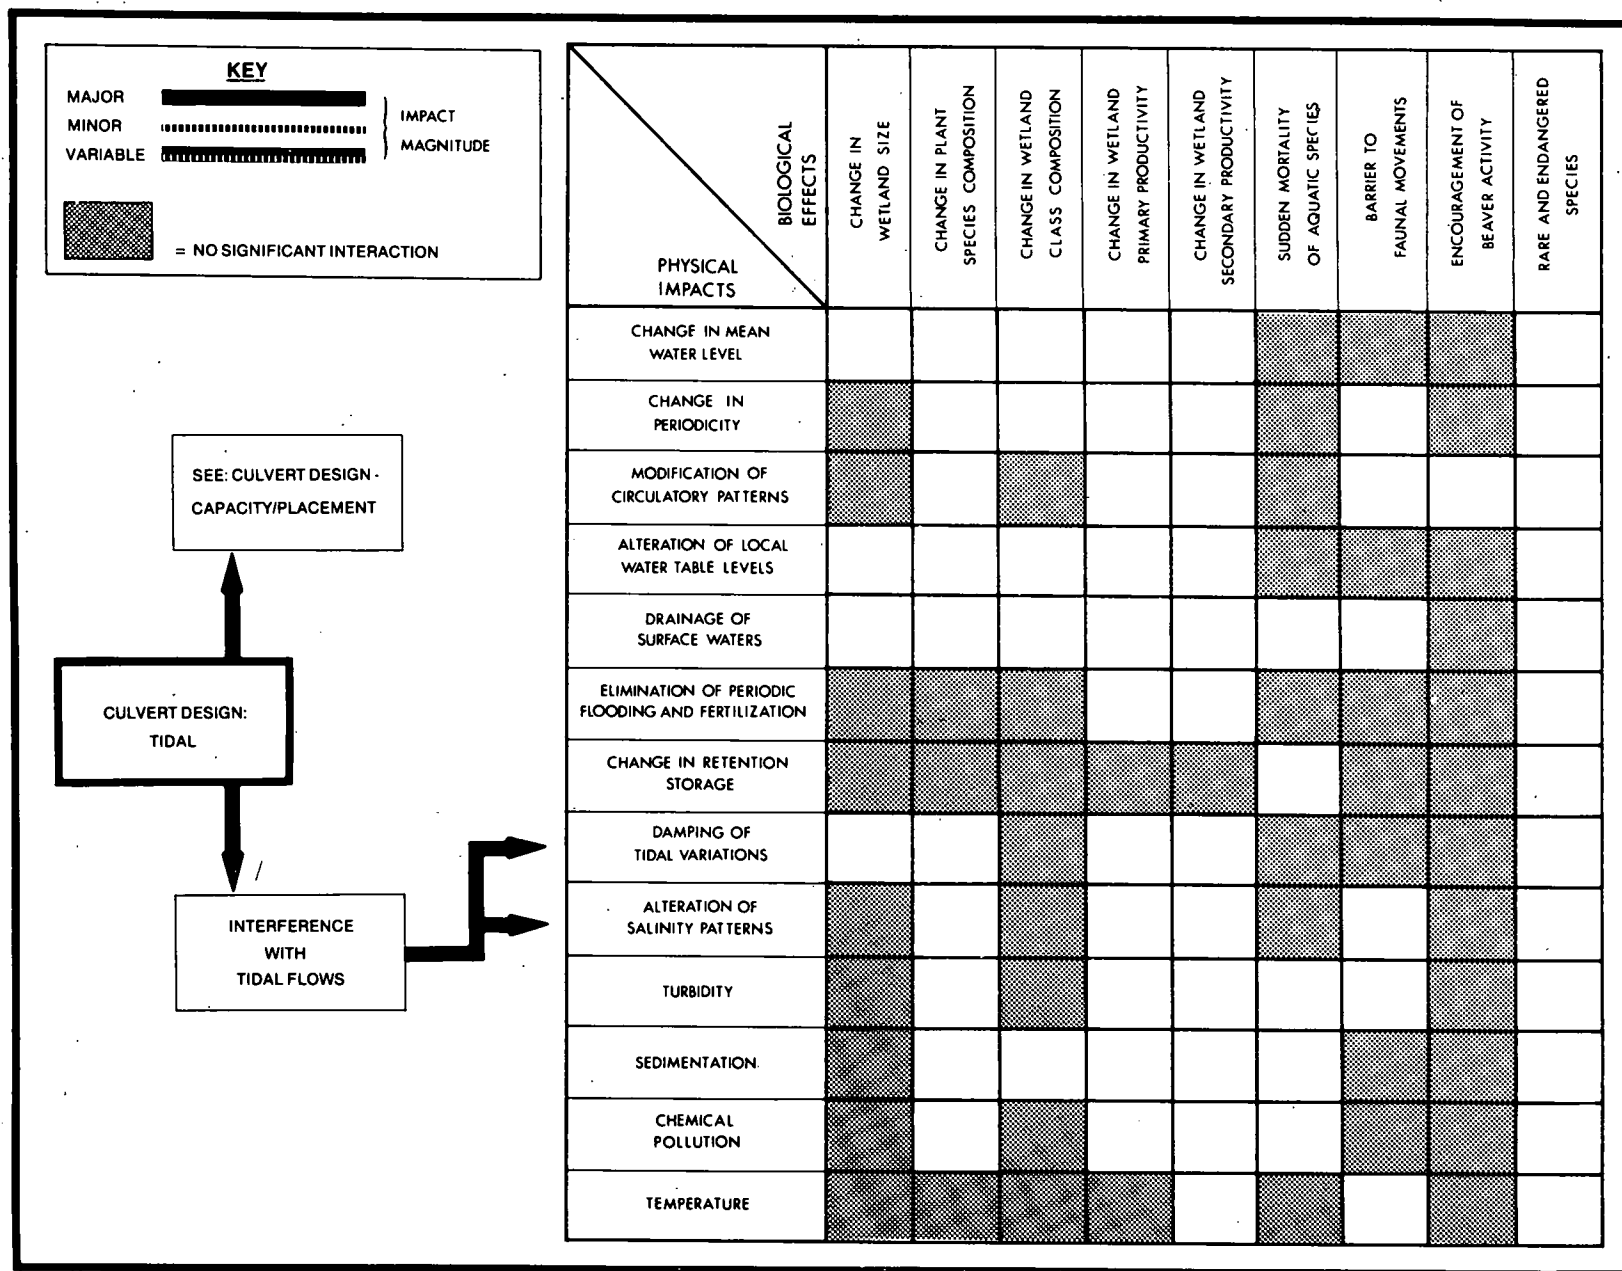 KEY
MAJOR
MINOR
VARIABLE
IMPACT
MAGNITUDE
= NO SIGNIFICANT INTERACTION
SEE: CULVERT DESIGN -
CAPACITY/PLACEMENT
CULVERT DESIGN:
TIDAL
INTERFERENCE
WITH
TIDAL FLOWS
BIOLOGICAL
EFFECTS
PHYSICAL
IMPACTS
CHANGE IN
WETLAND SIZE
CHANGE IN PLANT
SPECIES COMPOSITION
CHANGE IN WETLAND
CLASS COMPOSITION
CHANGE IN WETLAND
PRIMARY PRODUCTIVITY
CHANGE IN WETLAND
SECONDARY PRODUCTIVITY
SUDDEN MORTALITY
OF AQUATIC SPECIES
BARRIER TO
FAUNAL MOVEMENTS
ENCOURAGEMENT OF
BEAVER ACTIVITY
RARE AND ENDANGERED
SPECIES
CHANGE IN MEAN
WATER LEVEL
CHANGE IN
PERIODICITY
MODIFICATION OF
CIRCULATORY PATTERNS
ALTERATION OF LOCAL
WATER TABLE LEVELS
DRAINAGE OF
SURFACE WATERS
ELIMINATION OF PERIODIC
FLOODING AND FERTILIZATION
CHANGE IN RETENTION
STORAGE
DAMPING OF
TIDAL VARIATIONS
ALTERATION OF
SALINITY PATTERNS
TURBIDITY
SEDIMENTATION
CHEMICAL
POLLUTION
TEMPERATURE